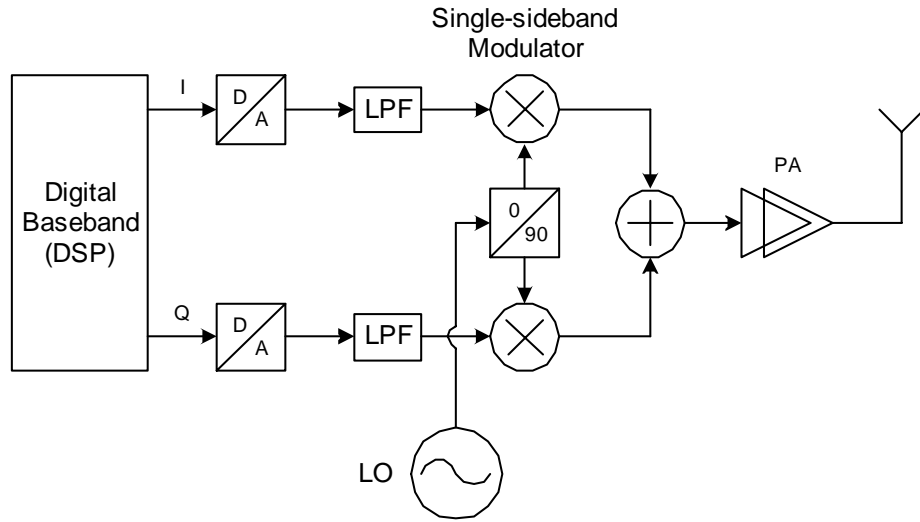 Single-sideband
Modulator
I
D
A
LPF
PA
Digital
Baseband
(DSP)
0
90
Q
D
A
LPF
LO